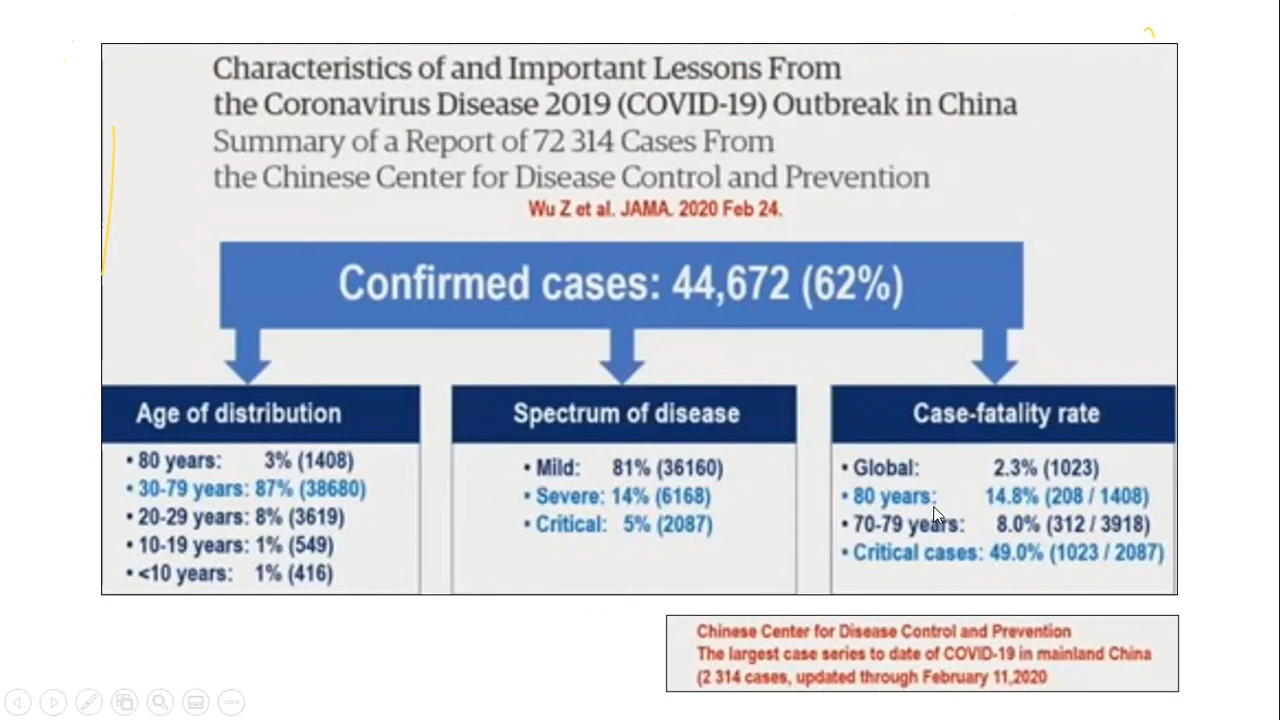 Characteristics of and Important Lessons From
the Coronavirus Disease 2019 (COVID-19) Outbreak in China
Summary of a Report of 72 314 Cases From
the Chinese Center for Disease Control and Prevention
Wu Z et al. JAMA. 2020 Feb 24.
Confirmed cases: 44,672 (62%)
Age of distribution
• 80 years: 3% (1408)
• 30-79 years: 87% (38680)
• 20-29 years: 8% (3619)
• 10-19 years: 1% (549)
• <10 years: 1% (416)
Spectrum of disease
• Mild: 81% (36160)
• Severe: 14% (6168)
• Critical: 5% (2087)
Case-fatality rate
• Global: 2.3% (1023)
• 80 years: 14.8% (208 / 1408)
• 70-79 years: 8.0% (312 / 3918)
• Critical cases: 49.0% (1023 / 2087)
Chinese Center for Disease Control and Prevention
The largest case series to date of COVID-19 in mainland China
(2 314 cases, updated through February 11,2020